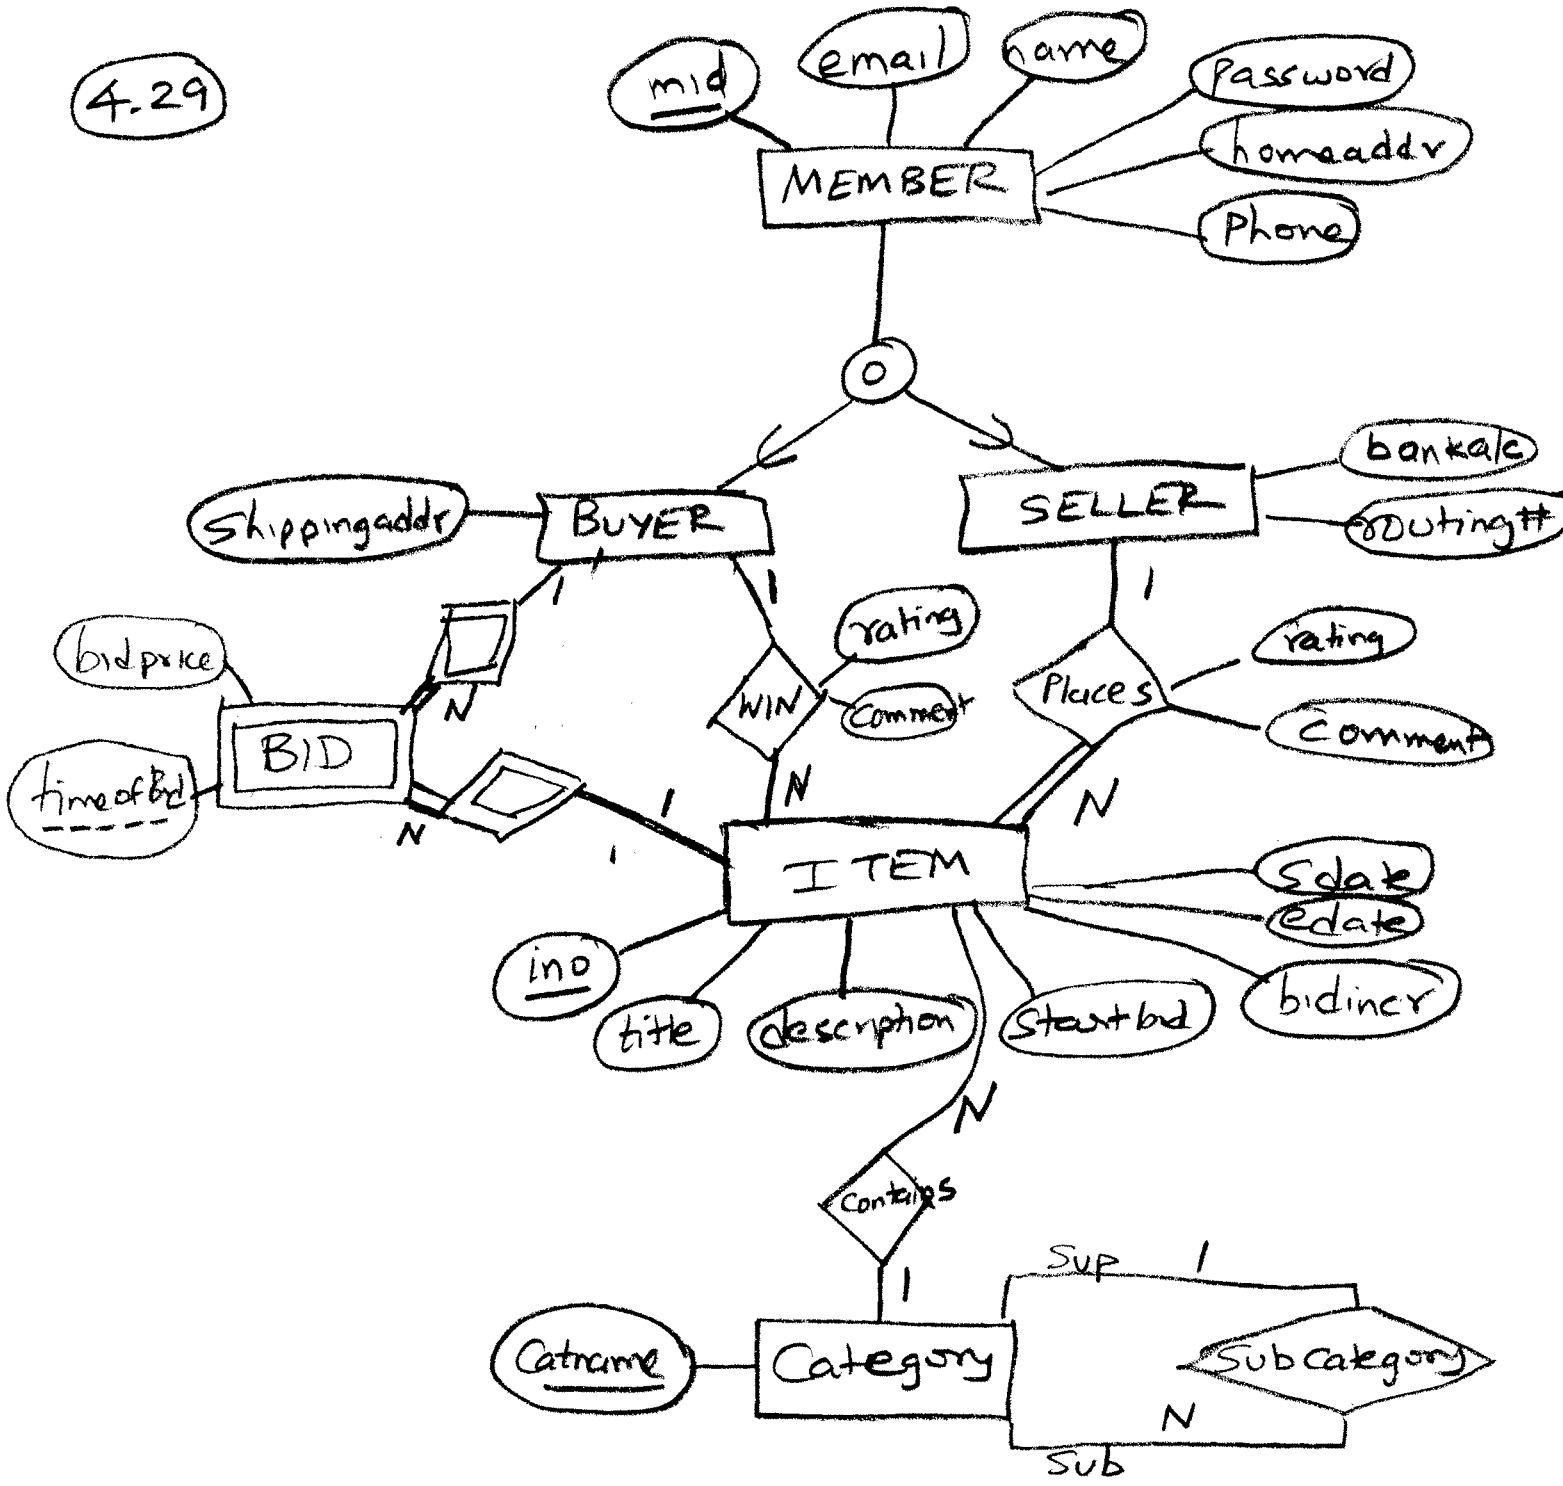 4.29
mid
email
name
password
homeaddr
Phone
MEMBER
O
bankalc
routing#
SELLER
Shippingaddr
BUYER
1
1
1
rating
rating
bidprice
N
WIN
Comment
Places
Comment
BID
timeofBid
N
1
N
N
ITEM
Sdate
edate
bidincr
ino
title
description
Startbid
N
Contains
1
Sup
1
Catname
Category
Subcategory
N
Sub